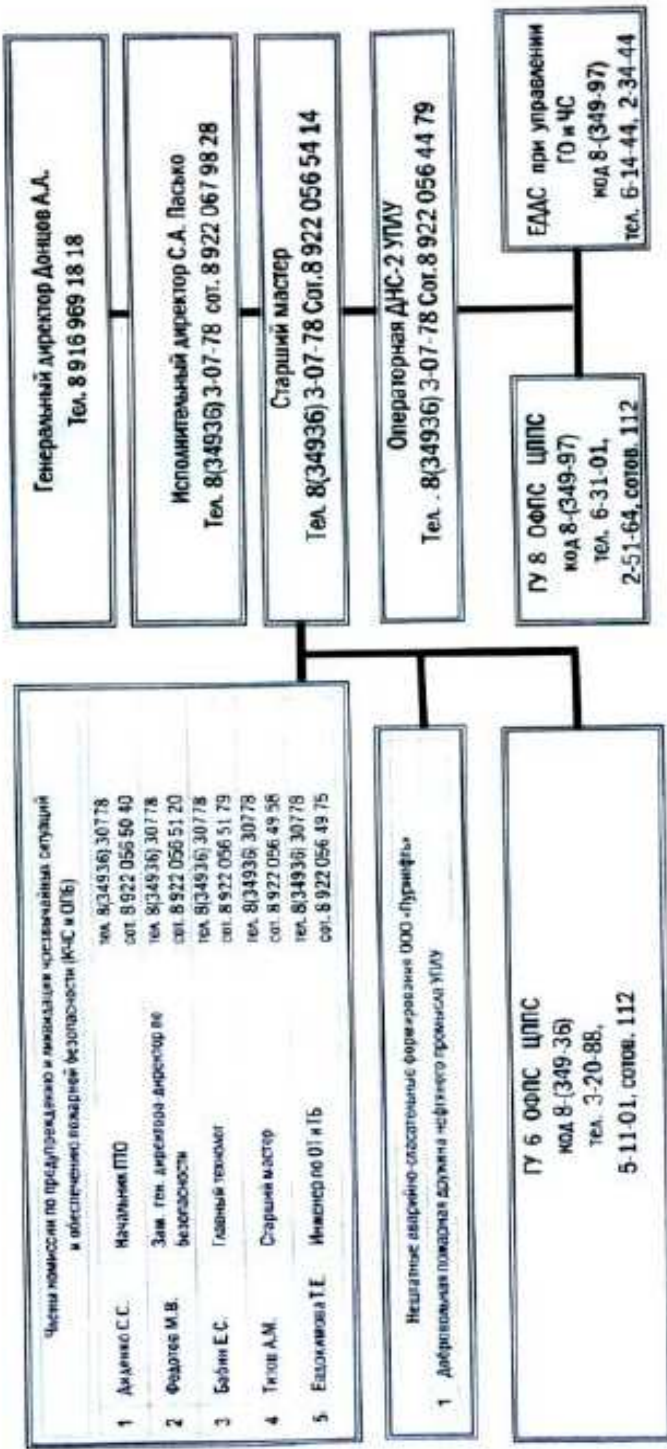 Генеральный директор Донцов А.А.
Тел. 8 916 969 18 18
Исполнительный директор С.А. Пасько
Тел. 8(34936) 3-07-78 сот. 8 922 067 98 28
Старший мастер
Тел. 8(34936) 3-07-78 Сот.8 922 056 54 14
Операторная ДНС-2 УПЛУ
Тел. . 8(34936) 3-07-78 Сот.8 922 056 44 79
ГУ 8 ОФПС ЦППС
код 8-(349-97)
тел. 6-31-01,
2-51-64, сотов. 112
ЕДДС при управлении
ГО и ЧС
код 8-(349-97)
тел. 6-14-44, 2-34-44
Члены комиссии по предупреждению и ликвидации чрезвычайных ситуаций
и обеспечению пожарной безопасности (КЧС и ОПБ)
1 Диденко С.С. Начальник ПТО тел. 8(34936) 30778
сот. 8 922 056 50 40
2 Федотов М.В. Зам. ген. директора директор по тел. 8(34936) 30778
безопасности сот. 8 922 056 51 20
3 Бабин Е.С. Главный технолог тел. 8(34936) 30778
сот. 8 922 056 51 79
4 Титов А.М. Старший мастер тел. 8(34936) 30778
сот. 8 922 056 49 58
5 Евдокимова Т.Е. Инженер по ОТ и ТБ тел. 8(34936) 30778
сот. 8 922 056 49 75
Нештатные аварийно-спасательные формирования ООО «Пурнефть»
1 Добровольная пожарная дружина нефтяного промысла УПЛУ
ГУ 6 ОФПС ЦППС
код 8-(349-36)
тел. 3-20-88,
5-11-01, сотов. 112